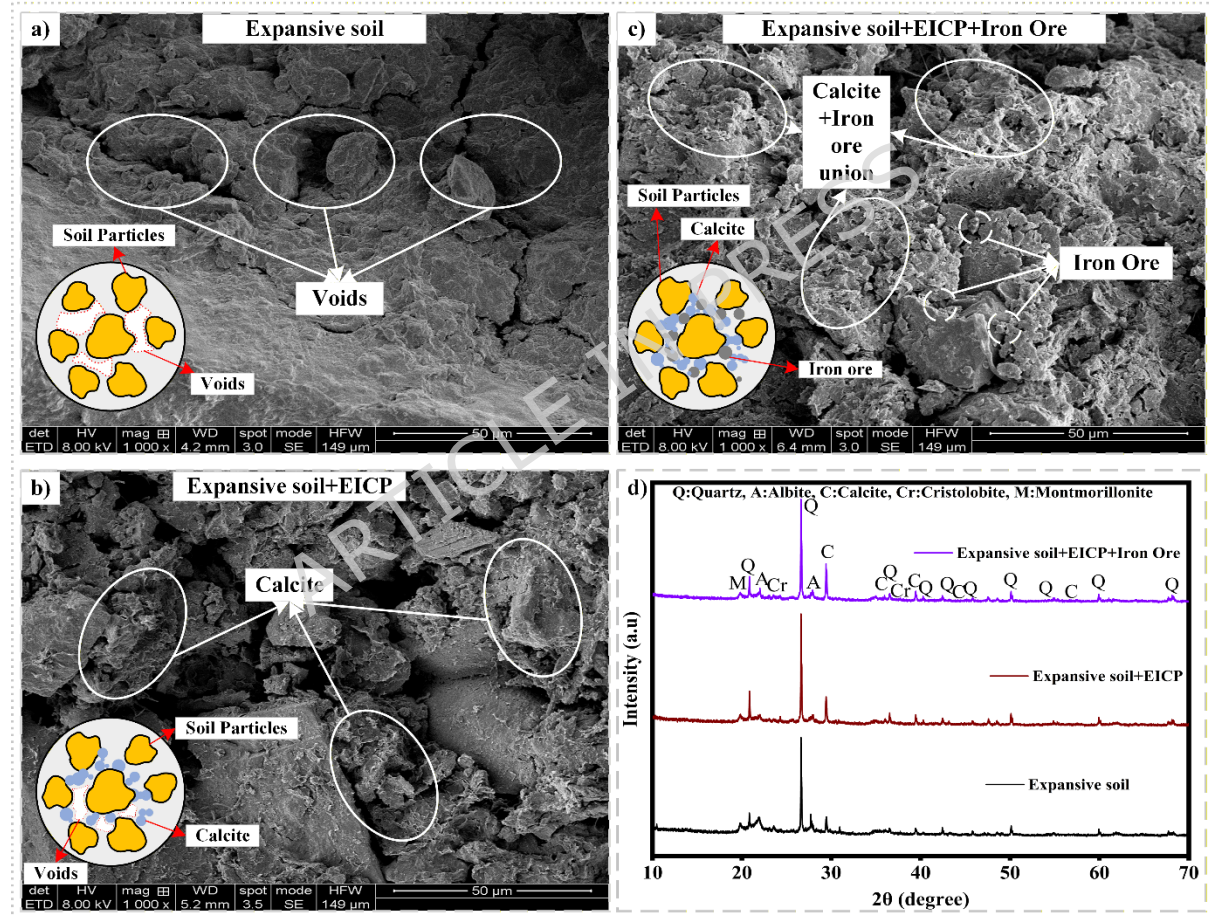 a)
Expansive soil
Soil Particles
Voids
Voids
det HV mag WD spot mode HFW
ETD 8.00 kV 1 000 x 4.2 mm 3.0 SE 149 µm
50 µm
c)
Expansive soil+EICP+Iron Ore
Calcite
+Iron
ore
union
Soil Particles
Calcite
Iron Ore
Iron ore
det HV mag WD spot mode HFW
ETD 8.00 kV 1 000 x 6.4 mm 3.0 SE 149 µm
50 µm
b)
Expansive soil+EICP
Calcite
Soil Particles
Calcite
Voids
det HV mag WD spot mode HFW
ETD 8.00 kV 1 000 x 5.2 mm 3.5 SE 149 µm
50 µm
d)
Q:Quartz, A:Albite, C:Calcite, Cr:Cristolobite, M:Montmorillonite
Q
C
Expansive soil+EICP+Iron Ore
M Q A Cr A C Q Cr C Q Q C Q Q Q C Q Q
Expansive soil+EICP
Expansive soil
Intensity (a.u)
10 20 30 40 50 60 70
2θ (degree)
ARTICLE IN PRESS